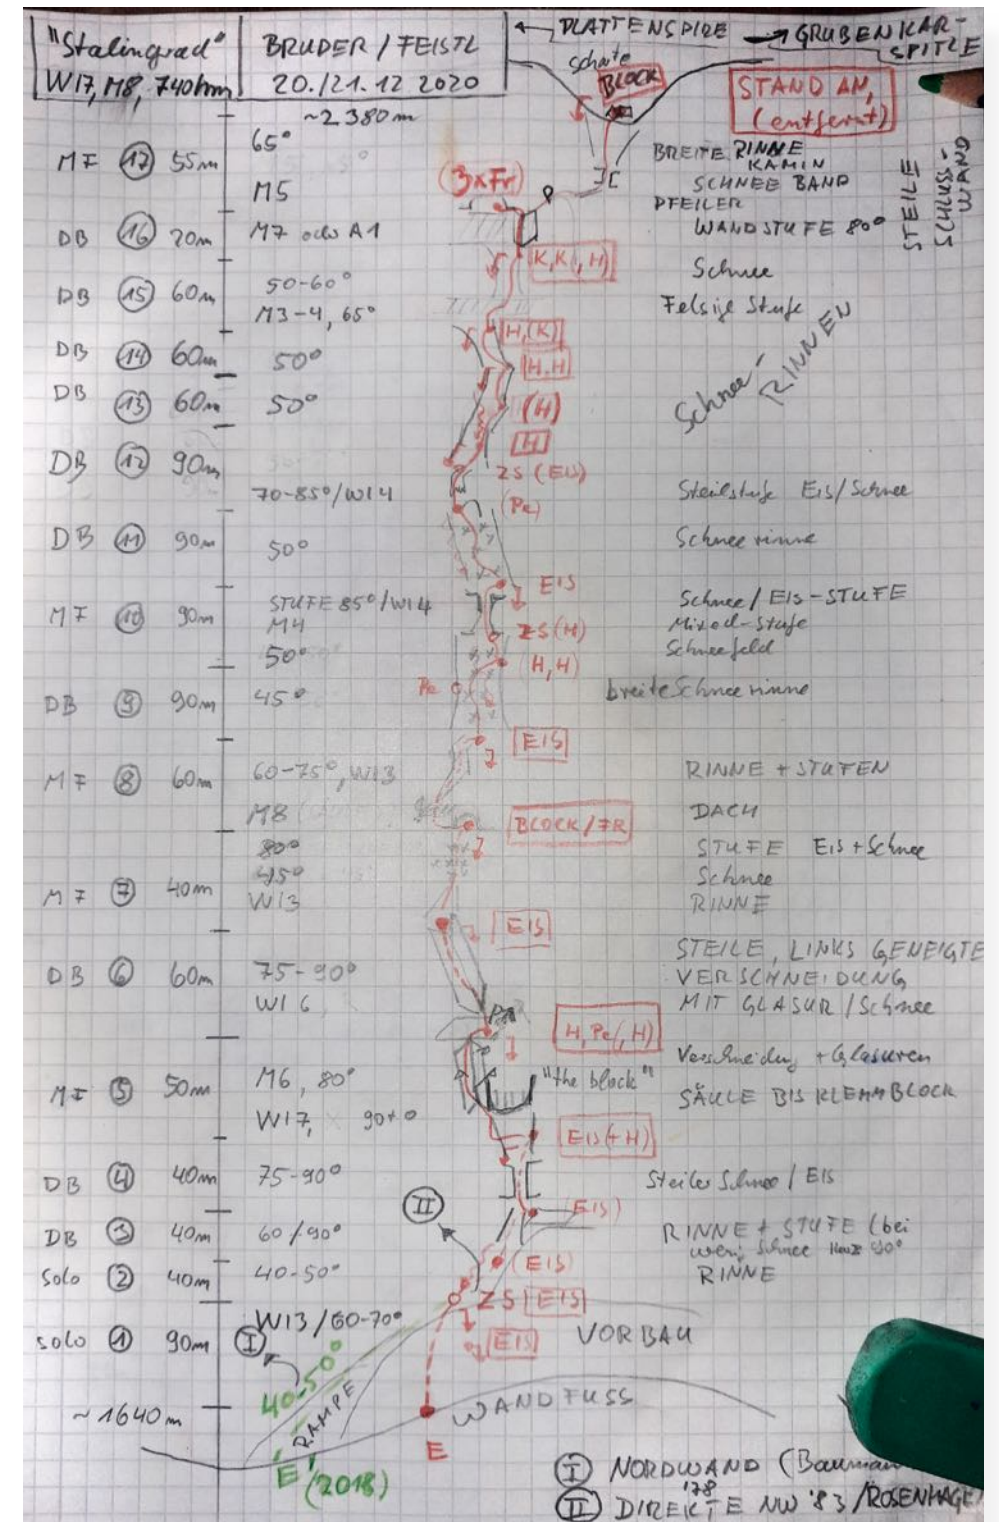 "Stalingrad"
WI7, M8, 740hm
BRUDER / FEISTL
20./21.12 2020
← PLATTENSPIRE → GRUBENKAR-
SPITZE
scharte
BLOCK
STAND AN,
(entfernt)
~2380m
65°
MF 17 55m
M5
(3xFr)
P
BREITE RINNE
KAMIN
SCHNEE BAND
PFEILER
STEILE
SCHLUSS-
WAND
DB 16 20m
M7 oder A1
WANDSTUFE 80°
K, K(, H)
Schnee
DB 15 60m
50-60°
M3-4, 65°
Felsige Stufe
H, (K)
DB 14 60m
50°
H, H
Schnee-
RINNEN
DB 13 60m
50°
(H)
H
DB 12 90m
ZS (EIS)
70-85°/WI4
(Pe)
Steilstufe Eis/Schnee
DB 11 90m
50°
Schneerinne
EIS
MF 10 90m
STUFE 85°/WI4
M4
50°
ZS (H)
(H, H)
Schnee/EIS-STUFE
Mixed-Stufe
Schneefeld
DB 9 90m
45°
Pe
breite Schneerinne
EIS
MF 8 60m
60-75°, WI3
M8
RINNE + STUFEN
DACH
BLOCK/FR
80°
45°
WI3
MF 7 40m
STUFE EIS+Schnee
Schnee
RINNE
EIS
DB 6 60m
75-90°
WI 6
STEILE, LINKS GENEIGTE
VERSCHNEIDUNG
MIT GLASUR/Schnee
H, Pe(, H)
MF 5 50m
M6, 80°
WI7, 90+°
"the block"
Verschneidung + Glasuren
SÄULE BIS KLEMMBLOCK
EIS(+H)
DB 4 40m
75-90°
Steiler Schnee/EIS
II
(EIS)
DB 3 40m
60/90°
RINNE + STUFE (bei
wenig Schnee 90°
(EIS)
Solo 2 40m
40-50°
RINNE
ZS EIS
WI3/60-70°
Solo 1 90m
I
EIS
VORBAU
40-50°
RAMPE
~1640m
WANDFUSS
E
E (2018)
I NORDWAND
'78
II DIREKTE NW '83 /ROSENHAGE